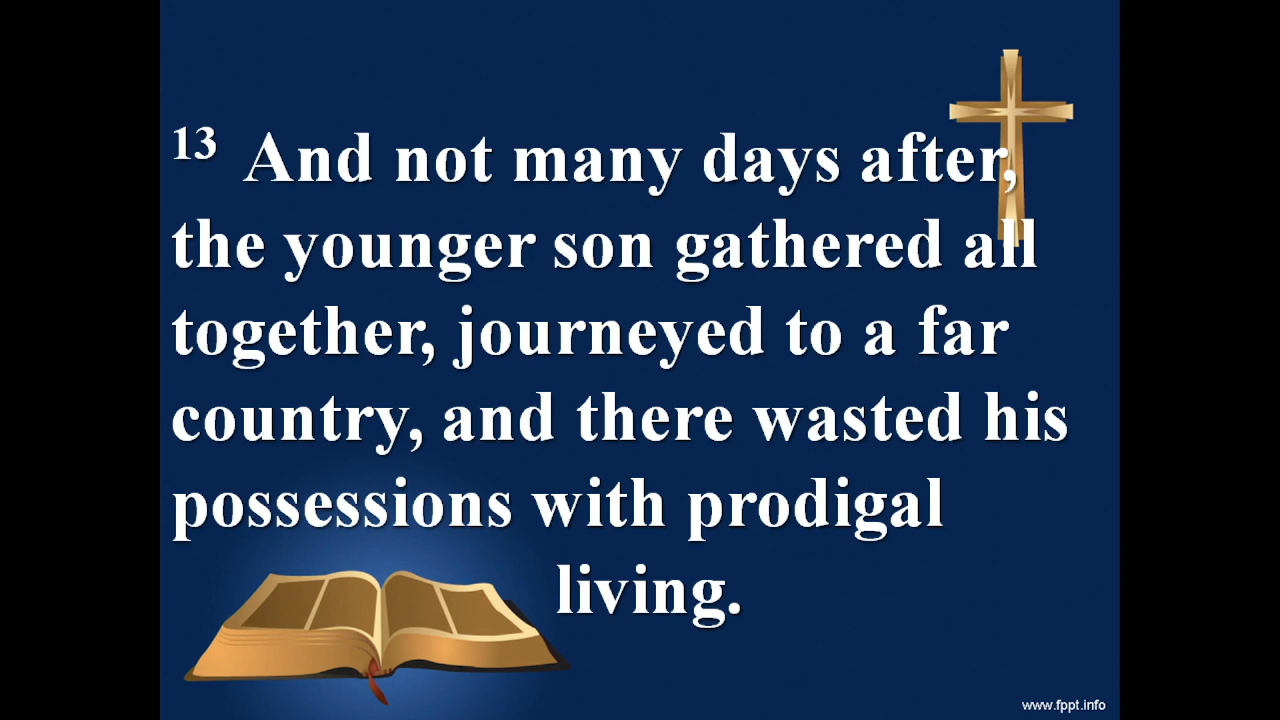 13 And not many days after,
the younger son gathered all
together, journeyed to a far
country, and there wasted his
possessions with prodigal
living.
www.fppt.info